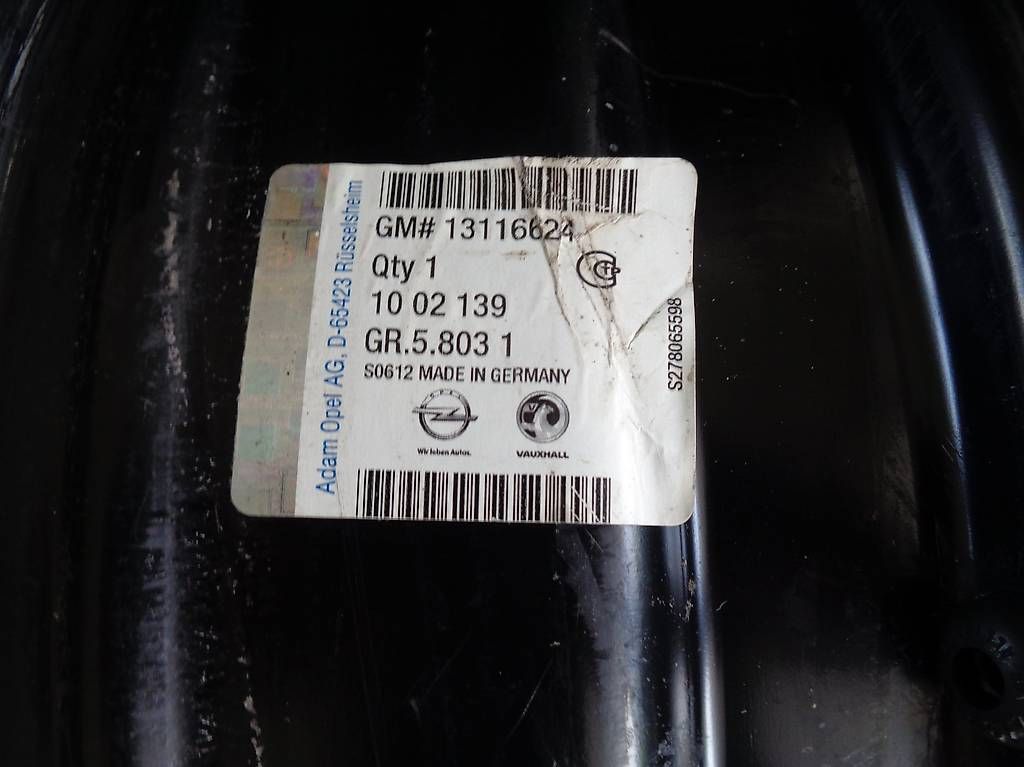 Adam Opel AG, D-65423 Rüsselsheim
GM# 13116624
Qty 1
10 02 139
GR.5.803 1
S0612 MADE IN GERMANY
S278065598
OPEL
Wir leben Autos.
VAUXHALL